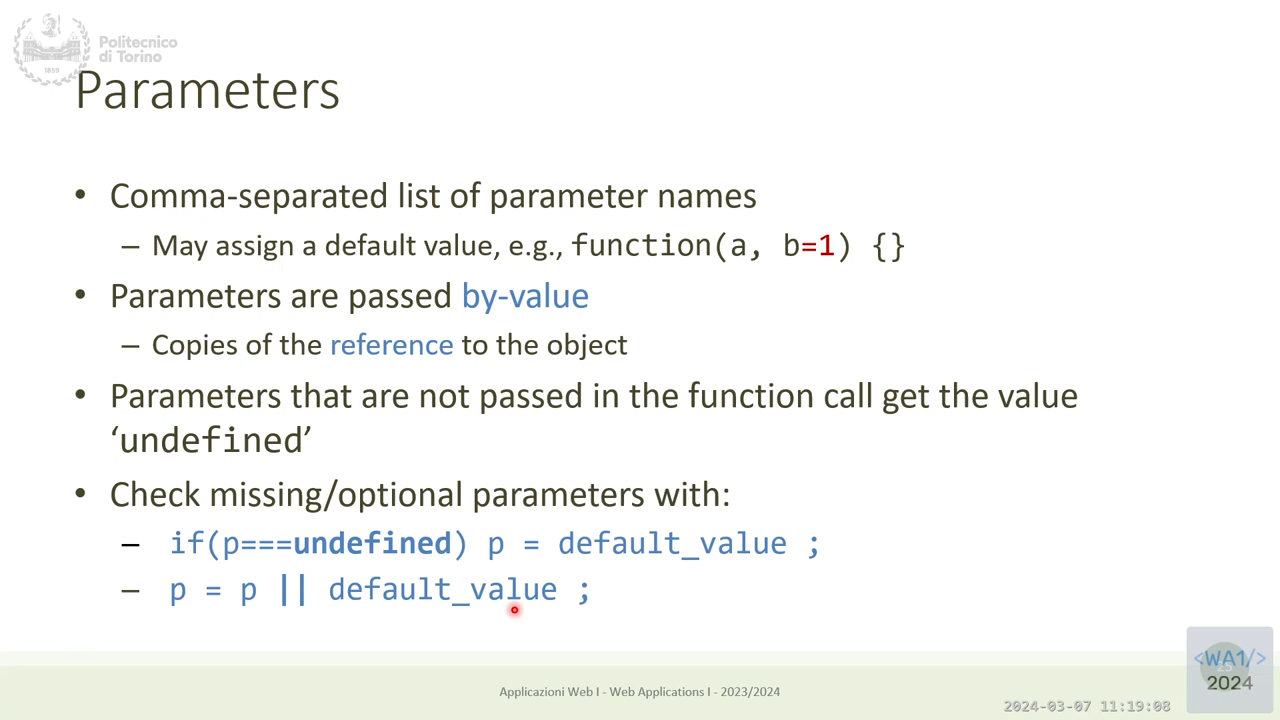 Politecnico
di Torino
1859
Parameters
• Comma-separated list of parameter names
– May assign a default value, e.g., function(a, b=1) {}
• Parameters are passed by-value
– Copies of the reference to the object
• Parameters that are not passed in the function call get the value
‘undefined’
• Check missing/optional parameters with:
– if(p===undefined) p = default_value ;
– p = p || default_value ;
Applicazioni Web I - Web Applications I - 2023/2024
<WA1/>
2024
2024-03-07 11:19:08